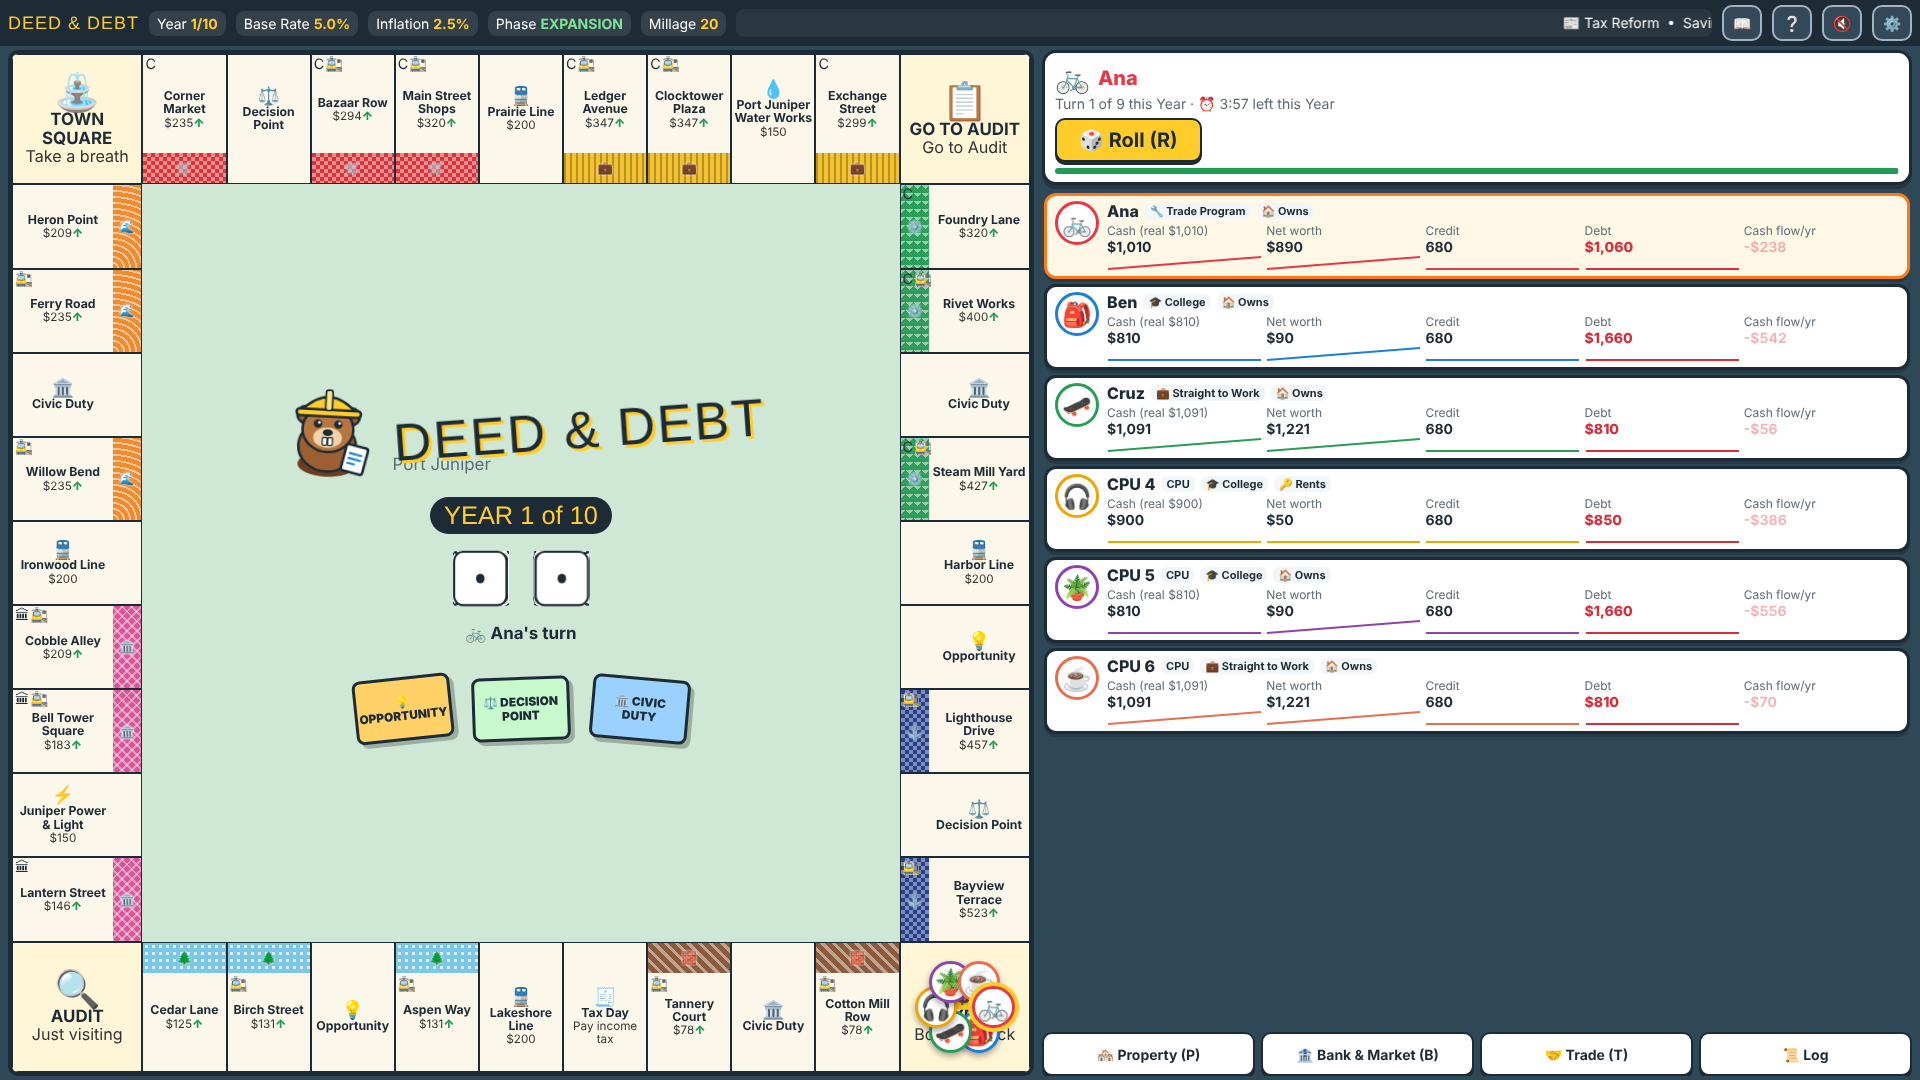 DEED & DEBT
Year 1/10
Base Rate 5.0%
Inflation 2.5%
Phase EXPANSION
Millage 20
Tax Reform • Savi
TOWN SQUARE
Take a breath
C
Corner Market
$235↑
Decision Point
C
Bazaar Row
$294↑
C
Main Street Shops
$320↑
Prairie Line
$200
C
Ledger Avenue
$347↑
C
Clocktower Plaza
$347↑
Port Juniper Water Works
$150
C
Exchange Street
$299↑
GO TO AUDIT
Go to Audit
Heron Point
$209↑
Ferry Road
$235↑
Civic Duty
Willow Bend
$235↑
Ironwood Line
$200
Cobble Alley
$209↑
Bell Tower Square
$183↑
Juniper Power & Light
$150
Lantern Street
$146↑
C
Foundry Lane
$320↑
C
Rivet Works
$400↑
Civic Duty
C
Steam Mill Yard
$427↑
Harbor Line
$200
Opportunity
Lighthouse Drive
$457↑
Decision Point
Bayview Terrace
$523↑
DEED & DEBT
Port Juniper
YEAR 1 of 10
Ana's turn
OPPORTUNITY
DECISION POINT
CIVIC DUTY
AUDIT
Just visiting
Cedar Lane
$125↑
Birch Street
$131↑
Opportunity
Aspen Way
$131↑
Lakeshore Line
$200
Tax Day
Pay income tax
Tannery Court
$78↑
Civic Duty
Cotton Mill Row
$78↑
Ana
Turn 1 of 9 this Year · 3:57 left this Year
Roll (R)
Ana Trade Program Owns
Cash (real $1,010) Net worth Credit Debt Cash flow/yr
$1,010 $890 680 $1,060 -$238
Ben College Owns
Cash (real $810) Net worth Credit Debt Cash flow/yr
$810 $90 680 $1,660 -$542
Cruz Straight to Work Owns
Cash (real $1,091) Net worth Credit Debt Cash flow/yr
$1,091 $1,221 680 $810 -$56
CPU 4 CPU College Rents
Cash (real $900) Net worth Credit Debt Cash flow/yr
$900 $50 680 $850 -$386
CPU 5 CPU College Owns
Cash (real $810) Net worth Credit Debt Cash flow/yr
$810 $90 680 $1,660 -$556
CPU 6 CPU Straight to Work Owns
Cash (real $1,091) Net worth Credit Debt Cash flow/yr
$1,091 $1,221 680 $810 -$70
Property (P)
Bank & Market (B)
Trade (T)
Log